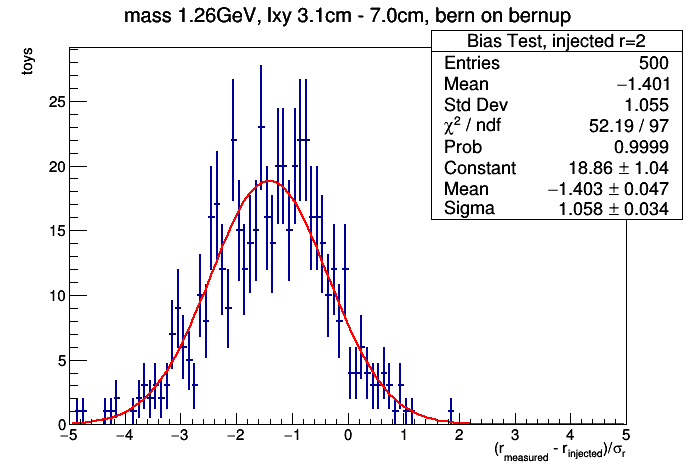 mass 1.26GeV, lxy 3.1cm - 7.0cm, bern on bernup
Bias Test, injected r=2
Entries 500
Mean −1.401
Std Dev 1.055
χ² / ndf 52.19 / 97
Prob 0.9999
Constant 18.86 ± 1.04
Mean −1.403 ± 0.047
Sigma 1.058 ± 0.034
toys
25
20
15
10
5
0
−5 −4 −3 −2 −1 0 1 2 3 4 5
(r_measured - r_injected)/σ_r